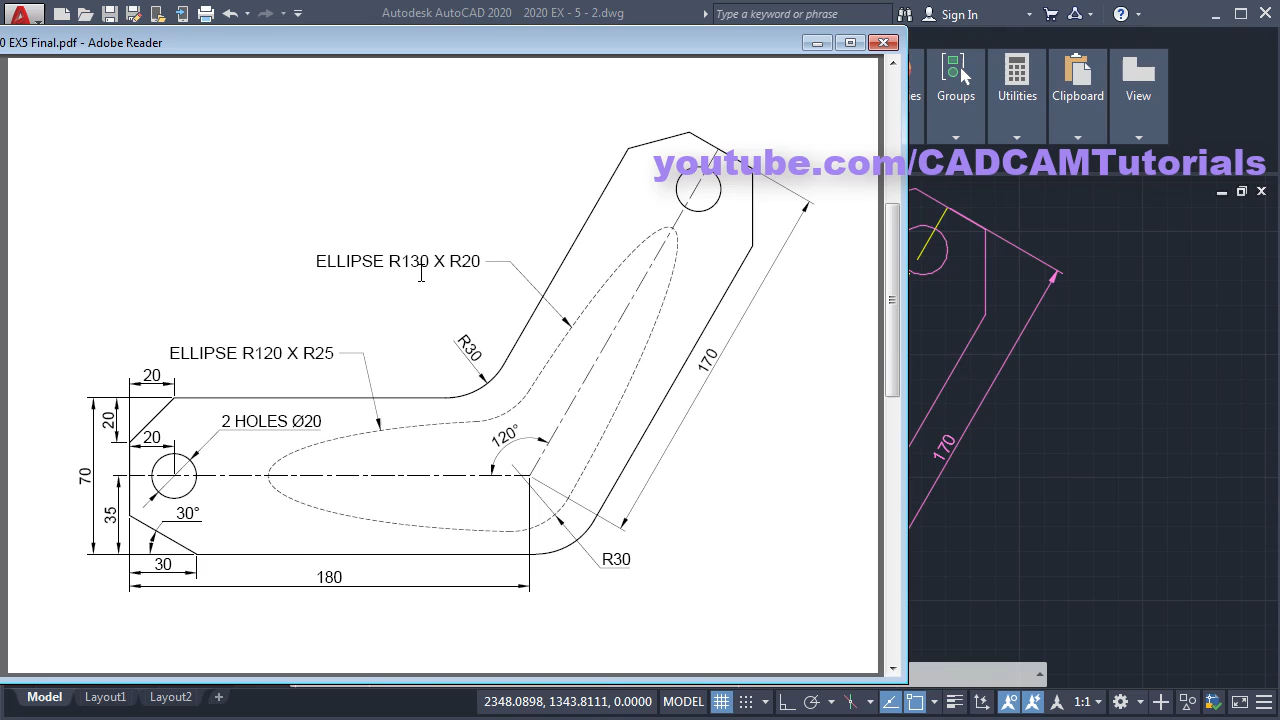 Autodesk AutoCAD 2020 2020 EX - 5 - 2.dwg
Type a keyword or phrase
Sign In
0 EX5 Final.pdf - Adobe Reader
Groups
Utilities
Clipboard
View
youtube.com/CADCAMTutorials
ELLIPSE R130 X R20
ELLIPSE R120 X R25
R30
170
170
20
20
2 HOLES Ø20
20
120°
70
35
30°
30
R30
180
Model
Layout1
Layout2
+
2348.0898, 1343.8111, 0.0000
MODEL
1:1